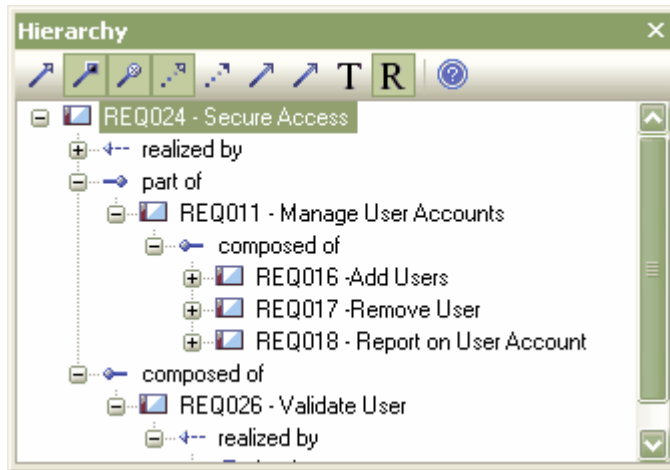 Hierarchy
T R
REQ024 - Secure Access
realized by
part of
REQ011 - Manage User Accounts
composed of
REQ016 -Add Users
REQ017 -Remove User
REQ018 - Report on User Account
composed of
REQ026 - Validate User
realized by